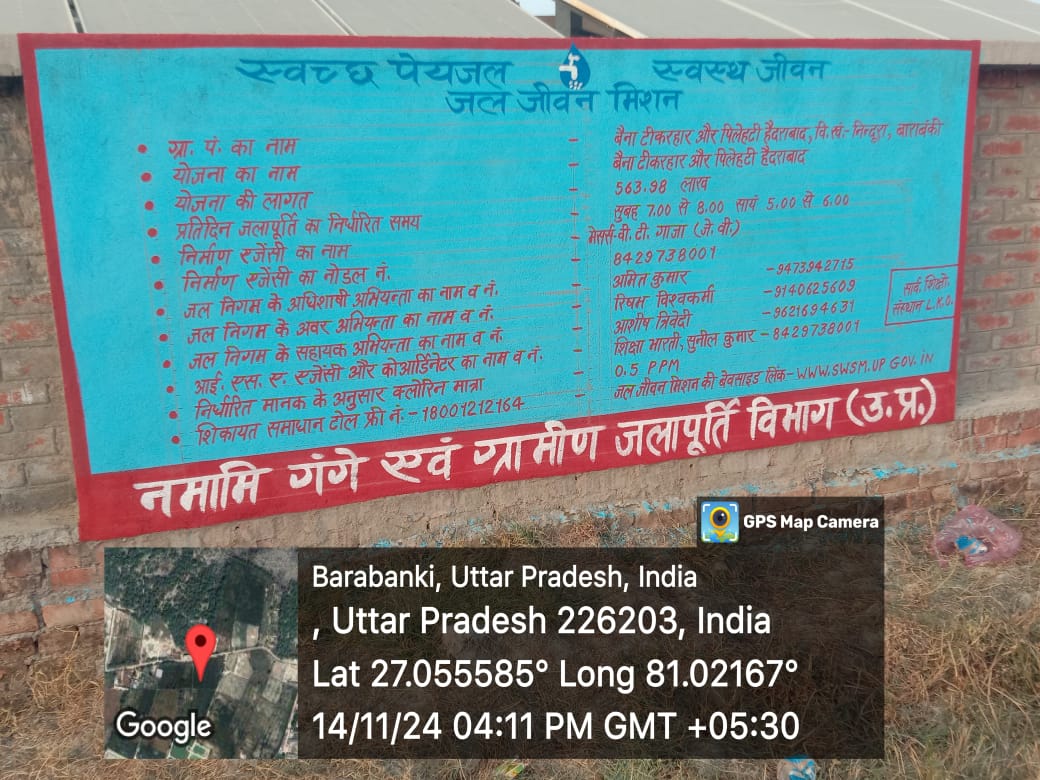 स्वच्छ पेयजल स्वस्थ जीवन
जल जीवन मिशन
• ग्रा. पं. का नाम - बैना टीकरहार और पिलेहटी हैदराबाद, वि.खं.- निन्दूरा, बाराबंकी
• योजना का नाम - बैना टीकरहार और पिलेहटी हैदराबाद
• योजना की लागत - 563.98 लाख
• प्रतिदिन जलापूर्ति का निर्धारित समय - सुबह 7.00 से 8.00 सायं 5.00 से 6.00
• निर्माण एजेंसी का नाम - मेसर्स-वी. टी. गाजा (जे. वी.)
• निर्माण एजेंसी का नोडल नं. - 8429738001
• जल निगम के अधिशाषी अभियन्ता का नाम व नं. - अमित कुमार -9473942715
• जल निगम के अवर अभियन्ता का नाम व नं. - रिषभ विश्वकर्मा -9140625609
• जल निगम के सहायक अभियन्ता का नाम व नं. - आशीष त्रिवेदी -9621694631
• आई. एस. ए. एजेंसी और कोआर्डिनेटर का नाम व नं. - शिक्षा भारती, सुनील कुमार - 8429738001
• निर्धारित मानक के अनुसार क्लोरिन मात्रा - 0.5 PPM
• शिकायत समाधान टोल फ्री नं. - 18001212164 जल जीवन मिशन की बेवसाइड लिंक - WWW.SWSM.UP GOV.IN
सार्व. शिक्षो.
संस्थान L.K.O.
नमामि गंगे एवं ग्रामीण जलापूर्ति विभाग (उ.प्र.)
GPS Map Camera
Barabanki, Uttar Pradesh, India
, Uttar Pradesh 226203, India
Lat 27.055585° Long 81.02167°
14/11/24 04:11 PM GMT +05:30
Google